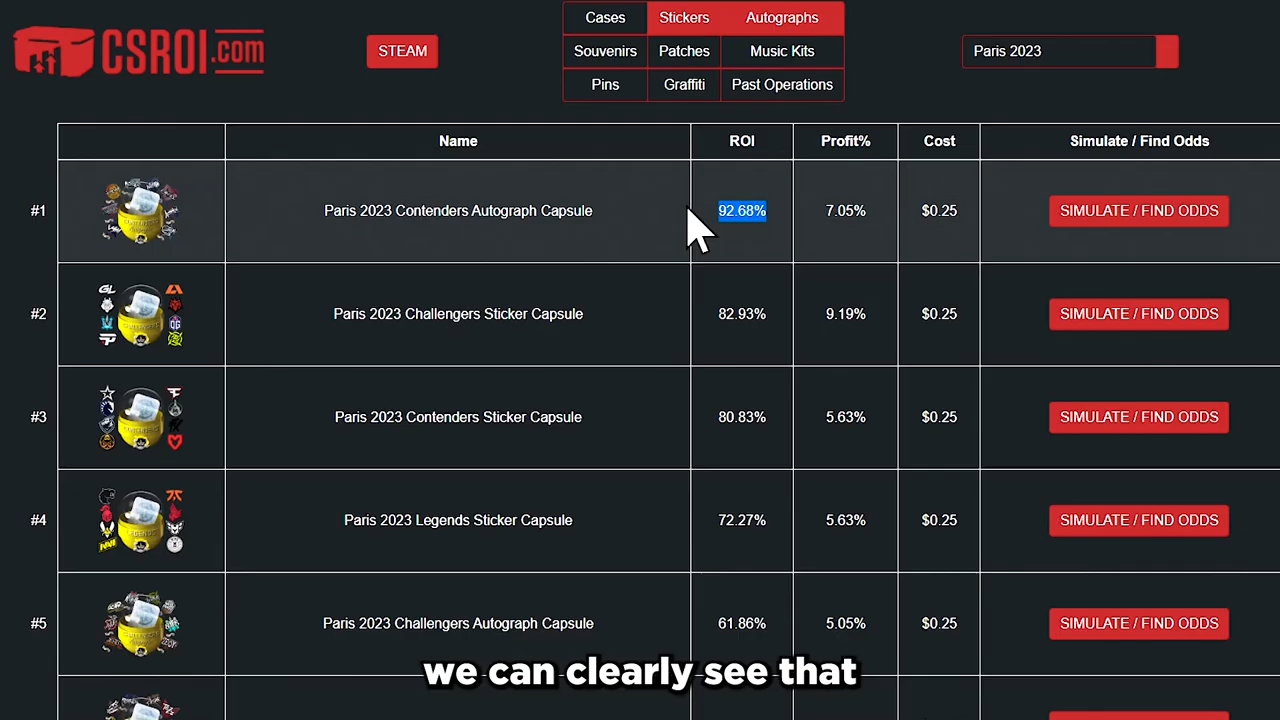 CSROI.com
STEAM
Cases Stickers Autographs
Souvenirs Patches Music Kits
Pins Graffiti Past Operations
Paris 2023
Name ROI Profit% Cost Simulate / Find Odds
#1 Paris 2023 Contenders Autograph Capsule 92.68% 7.05% $0.25 SIMULATE / FIND ODDS
#2 Paris 2023 Challengers Sticker Capsule 82.93% 9.19% $0.25 SIMULATE / FIND ODDS
#3 Paris 2023 Contenders Sticker Capsule 80.83% 5.63% $0.25 SIMULATE / FIND ODDS
#4 Paris 2023 Legends Sticker Capsule 72.27% 5.63% $0.25 SIMULATE / FIND ODDS
#5 Paris 2023 Challengers Autograph Capsule 61.86% 5.05% $0.25 SIMULATE / FIND ODDS
we can clearly see that